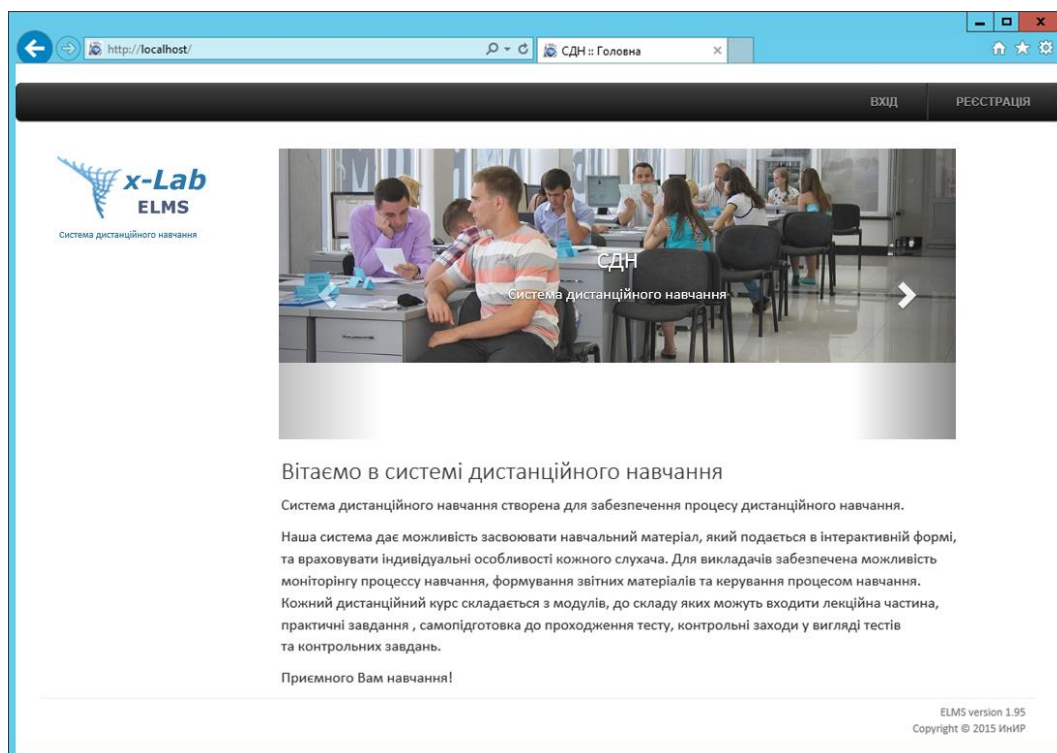 http://localhost/
СДН :: Головна
ВХІД
РЕЄСТРАЦІЯ
x-Lab
ELMS
Система дистанційного навчання
СДН
Система дистанційного навчання
Вітаємо в системі дистанційного навчання
Система дистанційного навчання створена для забезпечення процесу дистанційного навчання.
Наша система дає можливість засвоювати навчальний матеріал, який подається в інтерактивній формі,
та враховувати індивідуальні особливості кожного слухача. Для викладачів забезпечена можливість
моніторінгу процессу навчання, формування звітних матеріалів та керування процесом навчання.
Кожний дистанційний курс складається з модулів, до складу яких можуть входити лекційна частина,
практичні завдання , самопідготовка до проходження тесту, контрольні заходи у вигляді тестів
та контрольних завдань.
Приємного Вам навчання!
ELMS version 1.95
Copyright © 2015 ИнИР